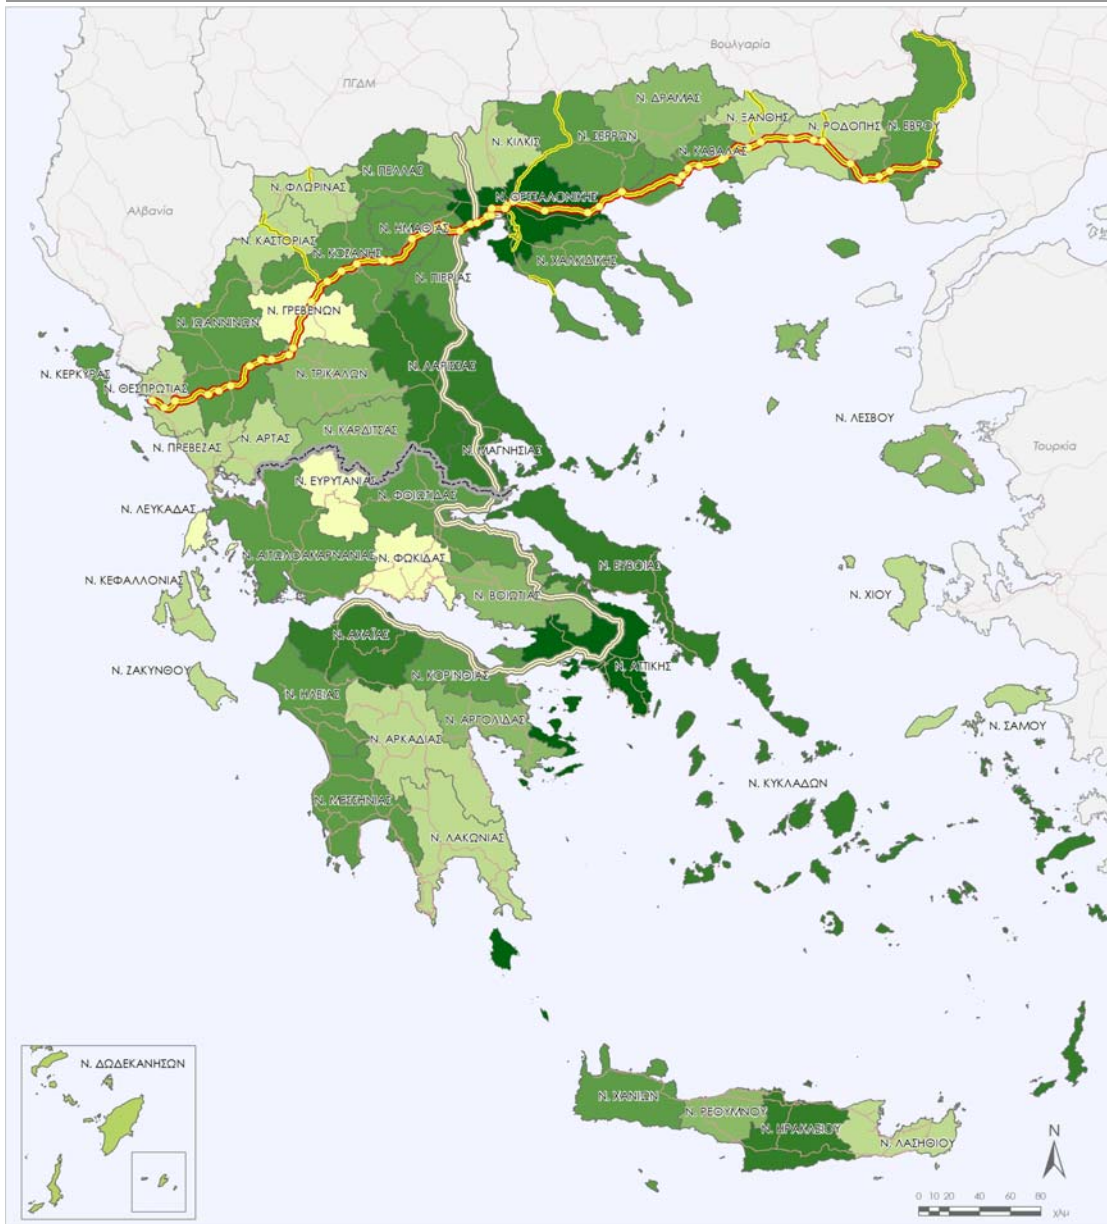 Βουλγαρία
ΠΓΔΜ
Ν. ΔΡΑΜΑΣ
Ν. ΞΑΝΘΗΣ
Ν. ΡΟΔΟΠΗΣ
Ν. ΕΒΡΟΥ
Ν. ΚΙΛΚΙΣ
Ν. ΣΕΡΡΩΝ
Ν. ΚΑΒΑΛΑΣ
Ν. ΠΕΛΛΑΣ
Ν. ΦΛΩΡΙΝΑΣ
Ν. ΘΕΣΣΑΛΟΝΙΚΗΣ
Αλβανία
Ν. ΗΜΑΘΙΑΣ
Ν. ΚΑΣΤΟΡΙΑΣ
Ν. ΚΟΖΑΝΗΣ
Ν. ΧΑΛΚΙΔΙΚΗΣ
Ν. ΠΙΕΡΙΑΣ
Ν. ΓΡΕΒΕΝΩΝ
Ν. ΙΩΑΝΝΙΝΩΝ
Ν. ΛΑΡΙΣΑΣ
Ν. ΚΕΡΚΥΡΑΣ
Ν. ΤΡΙΚΑΛΩΝ
Ν. ΘΕΣΠΡΩΤΙΑΣ
Ν. ΛΕΣΒΟΥ
Ν. ΚΑΡΔΙΤΣΑΣ
Ν. ΑΡΤΑΣ
Ν. ΠΡΕΒΕΖΑΣ
Ν. ΜΑΓΝΗΣΙΑΣ
Τουρκία
Ν. ΕΥΡΥΤΑΝΙΑΣ
Ν. ΦΘΙΩΤΙΔΑΣ
Ν. ΛΕΥΚΑΔΑΣ
Ν. ΑΙΤΩΛΟΑΚΑΡΝΑΝΙΑΣ
Ν. ΦΩΚΙΔΑΣ
Ν. ΕΥΒΟΙΑΣ
Ν. ΚΕΦΑΛΛΟΝΙΑΣ
Ν. ΒΟΙΩΤΙΑΣ
Ν. ΧΙΟΥ
Ν. ΑΧΑΪΑΣ
Ν. ΑΤΤΙΚΗΣ
Ν. ΖΑΚΥΝΘΟΥ
Ν. ΚΟΡΙΝΘΙΑΣ
Ν. ΗΛΕΙΑΣ
Ν. ΑΡΓΟΛΙΔΑΣ
Ν. ΣΑΜΟΥ
Ν. ΑΡΚΑΔΙΑΣ
Ν. ΚΥΚΛΑΔΩΝ
Ν. ΜΕΣΣΗΝΙΑΣ
Ν. ΛΑΚΩΝΙΑΣ
Ν. ΔΩΔΕΚΑΝΗΣΩΝ
Ν. ΧΑΝΙΩΝ
Ν. ΡΕΘΥΜΝΟΥ
Ν. ΗΡΑΚΛΕΙΟΥ
Ν. ΛΑΣΗΘΙΟΥ
N
0 10 20 40 60 80
Χλμ